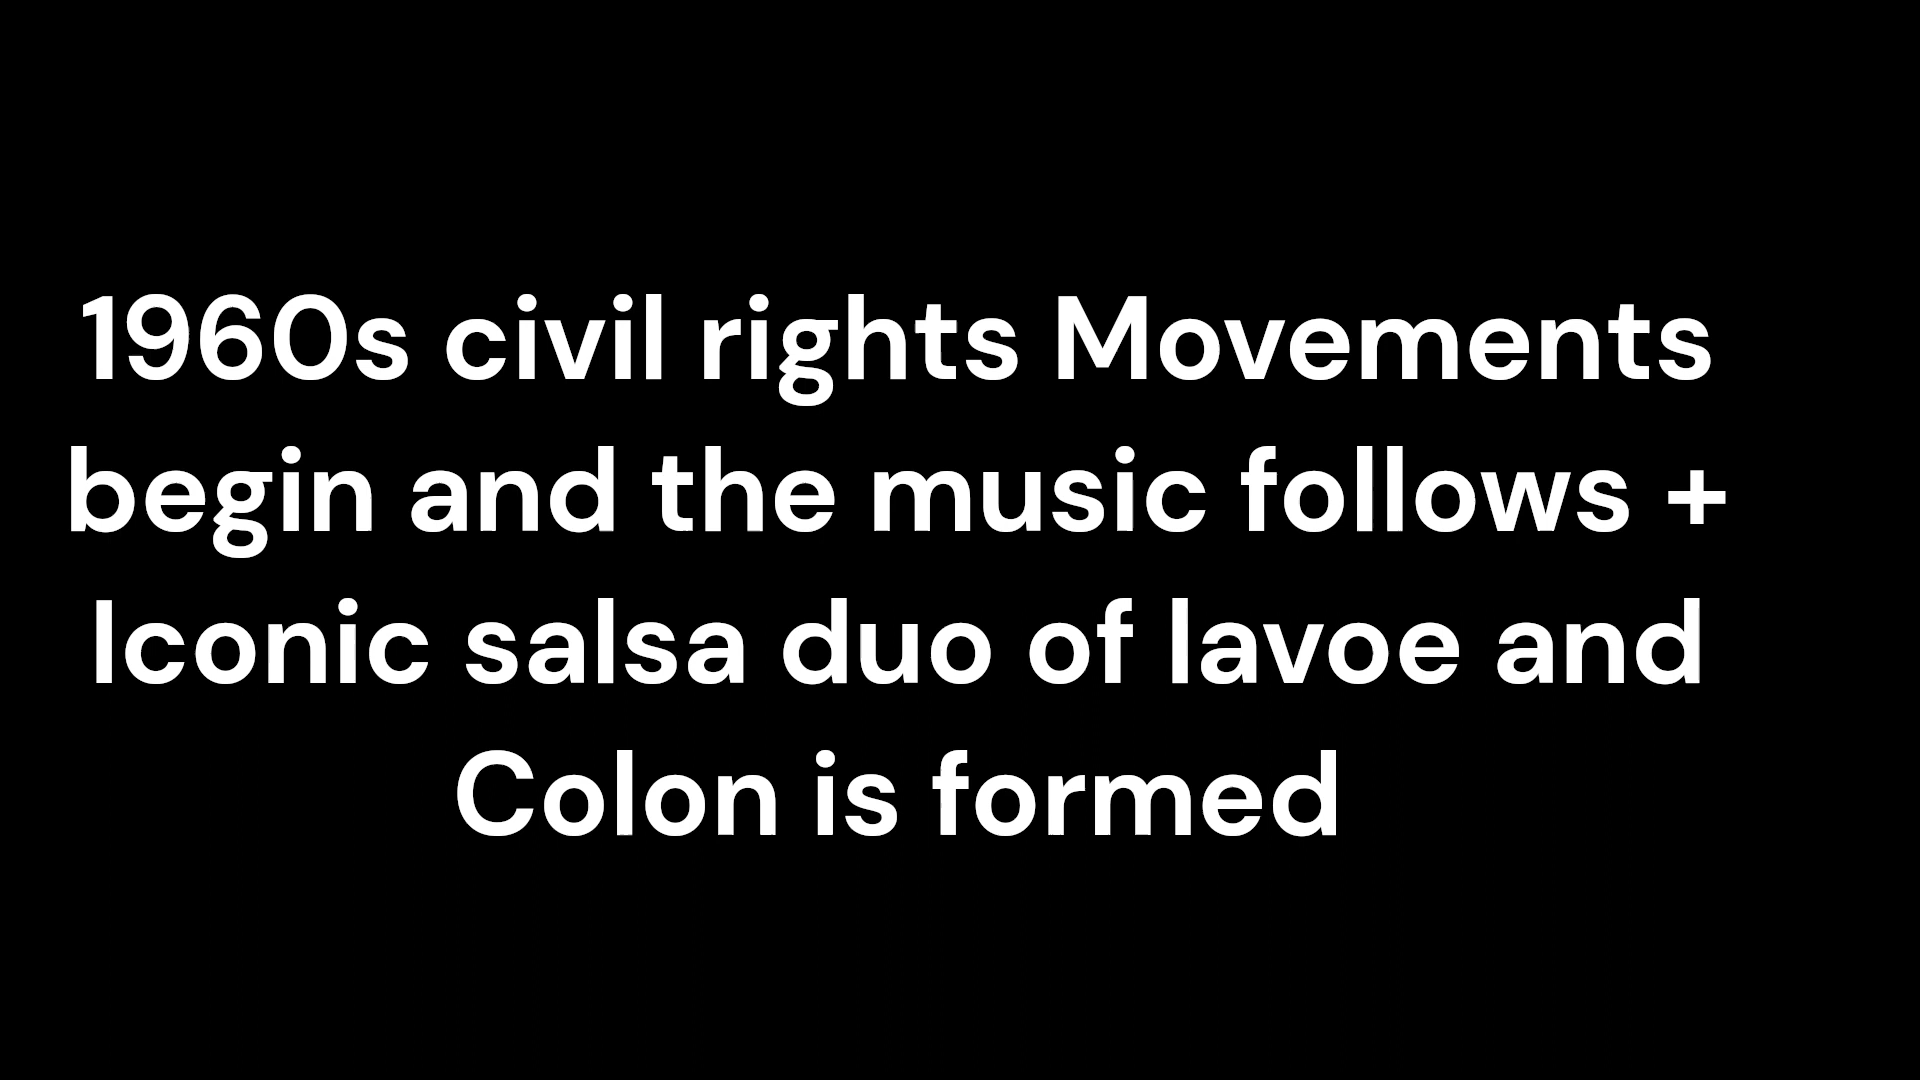 1960s civil rights Movements
begin and the music follows +
Iconic salsa duo of lavoe and
Colon is formed